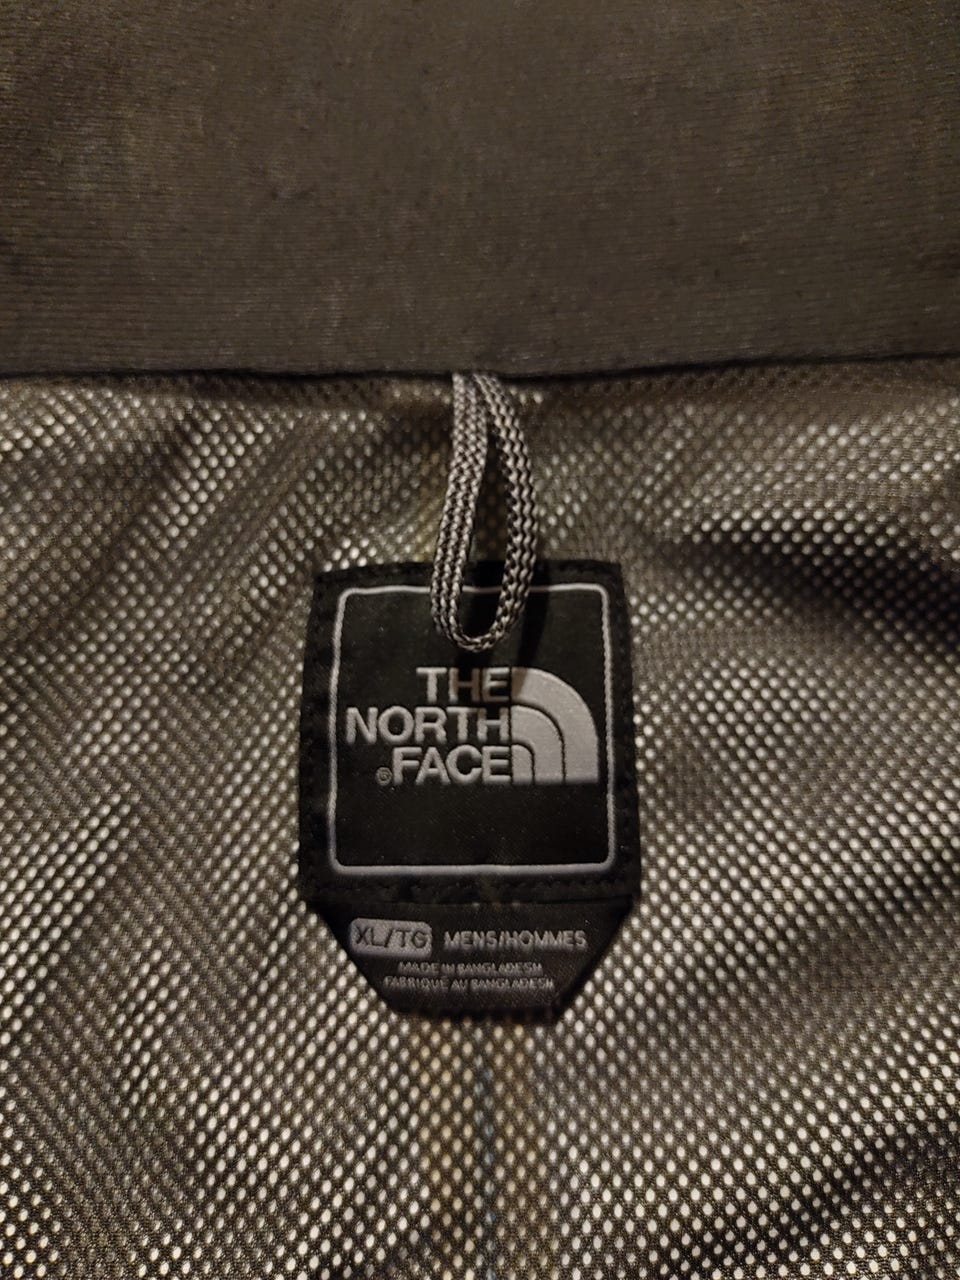 THE
NORTH
®FACE
XL/TG MENS/HOMMES
MADE IN BANGLADESH
FABRIQUÉ AU BANGLADESH